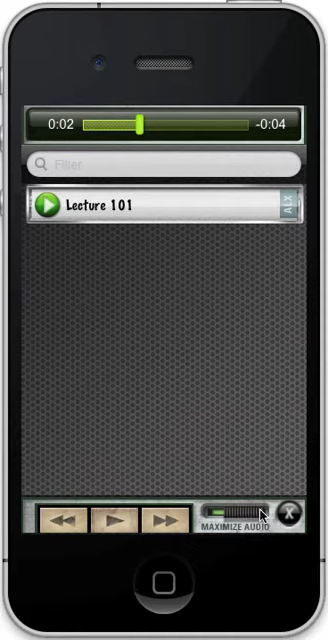 0:02 -0:04
Filter
Lecture 101
ALX
MAXIMIZE AUDIO
X